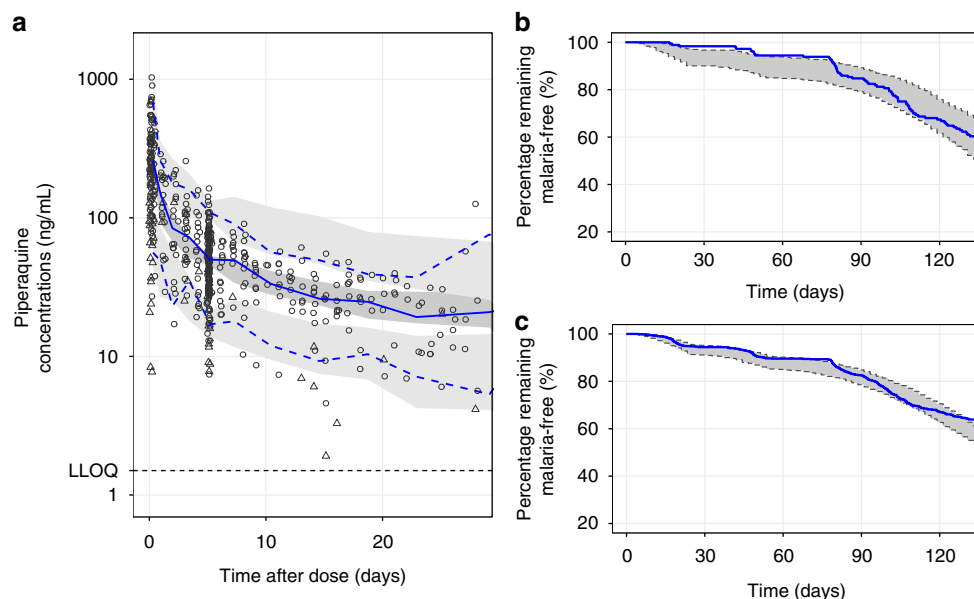 a
1000
100
10
LLOQ
1
Piperaquine
concentrations (ng/mL)
0
10
20
Time after dose (days)
b
100
80
60
40
20
Percentage remaining
malaria-free (%)
0
30
60
90
120
Time (days)
c
100
80
60
40
20
Percentage remaining
malaria-free (%)
0
30
60
90
120
Time (days)